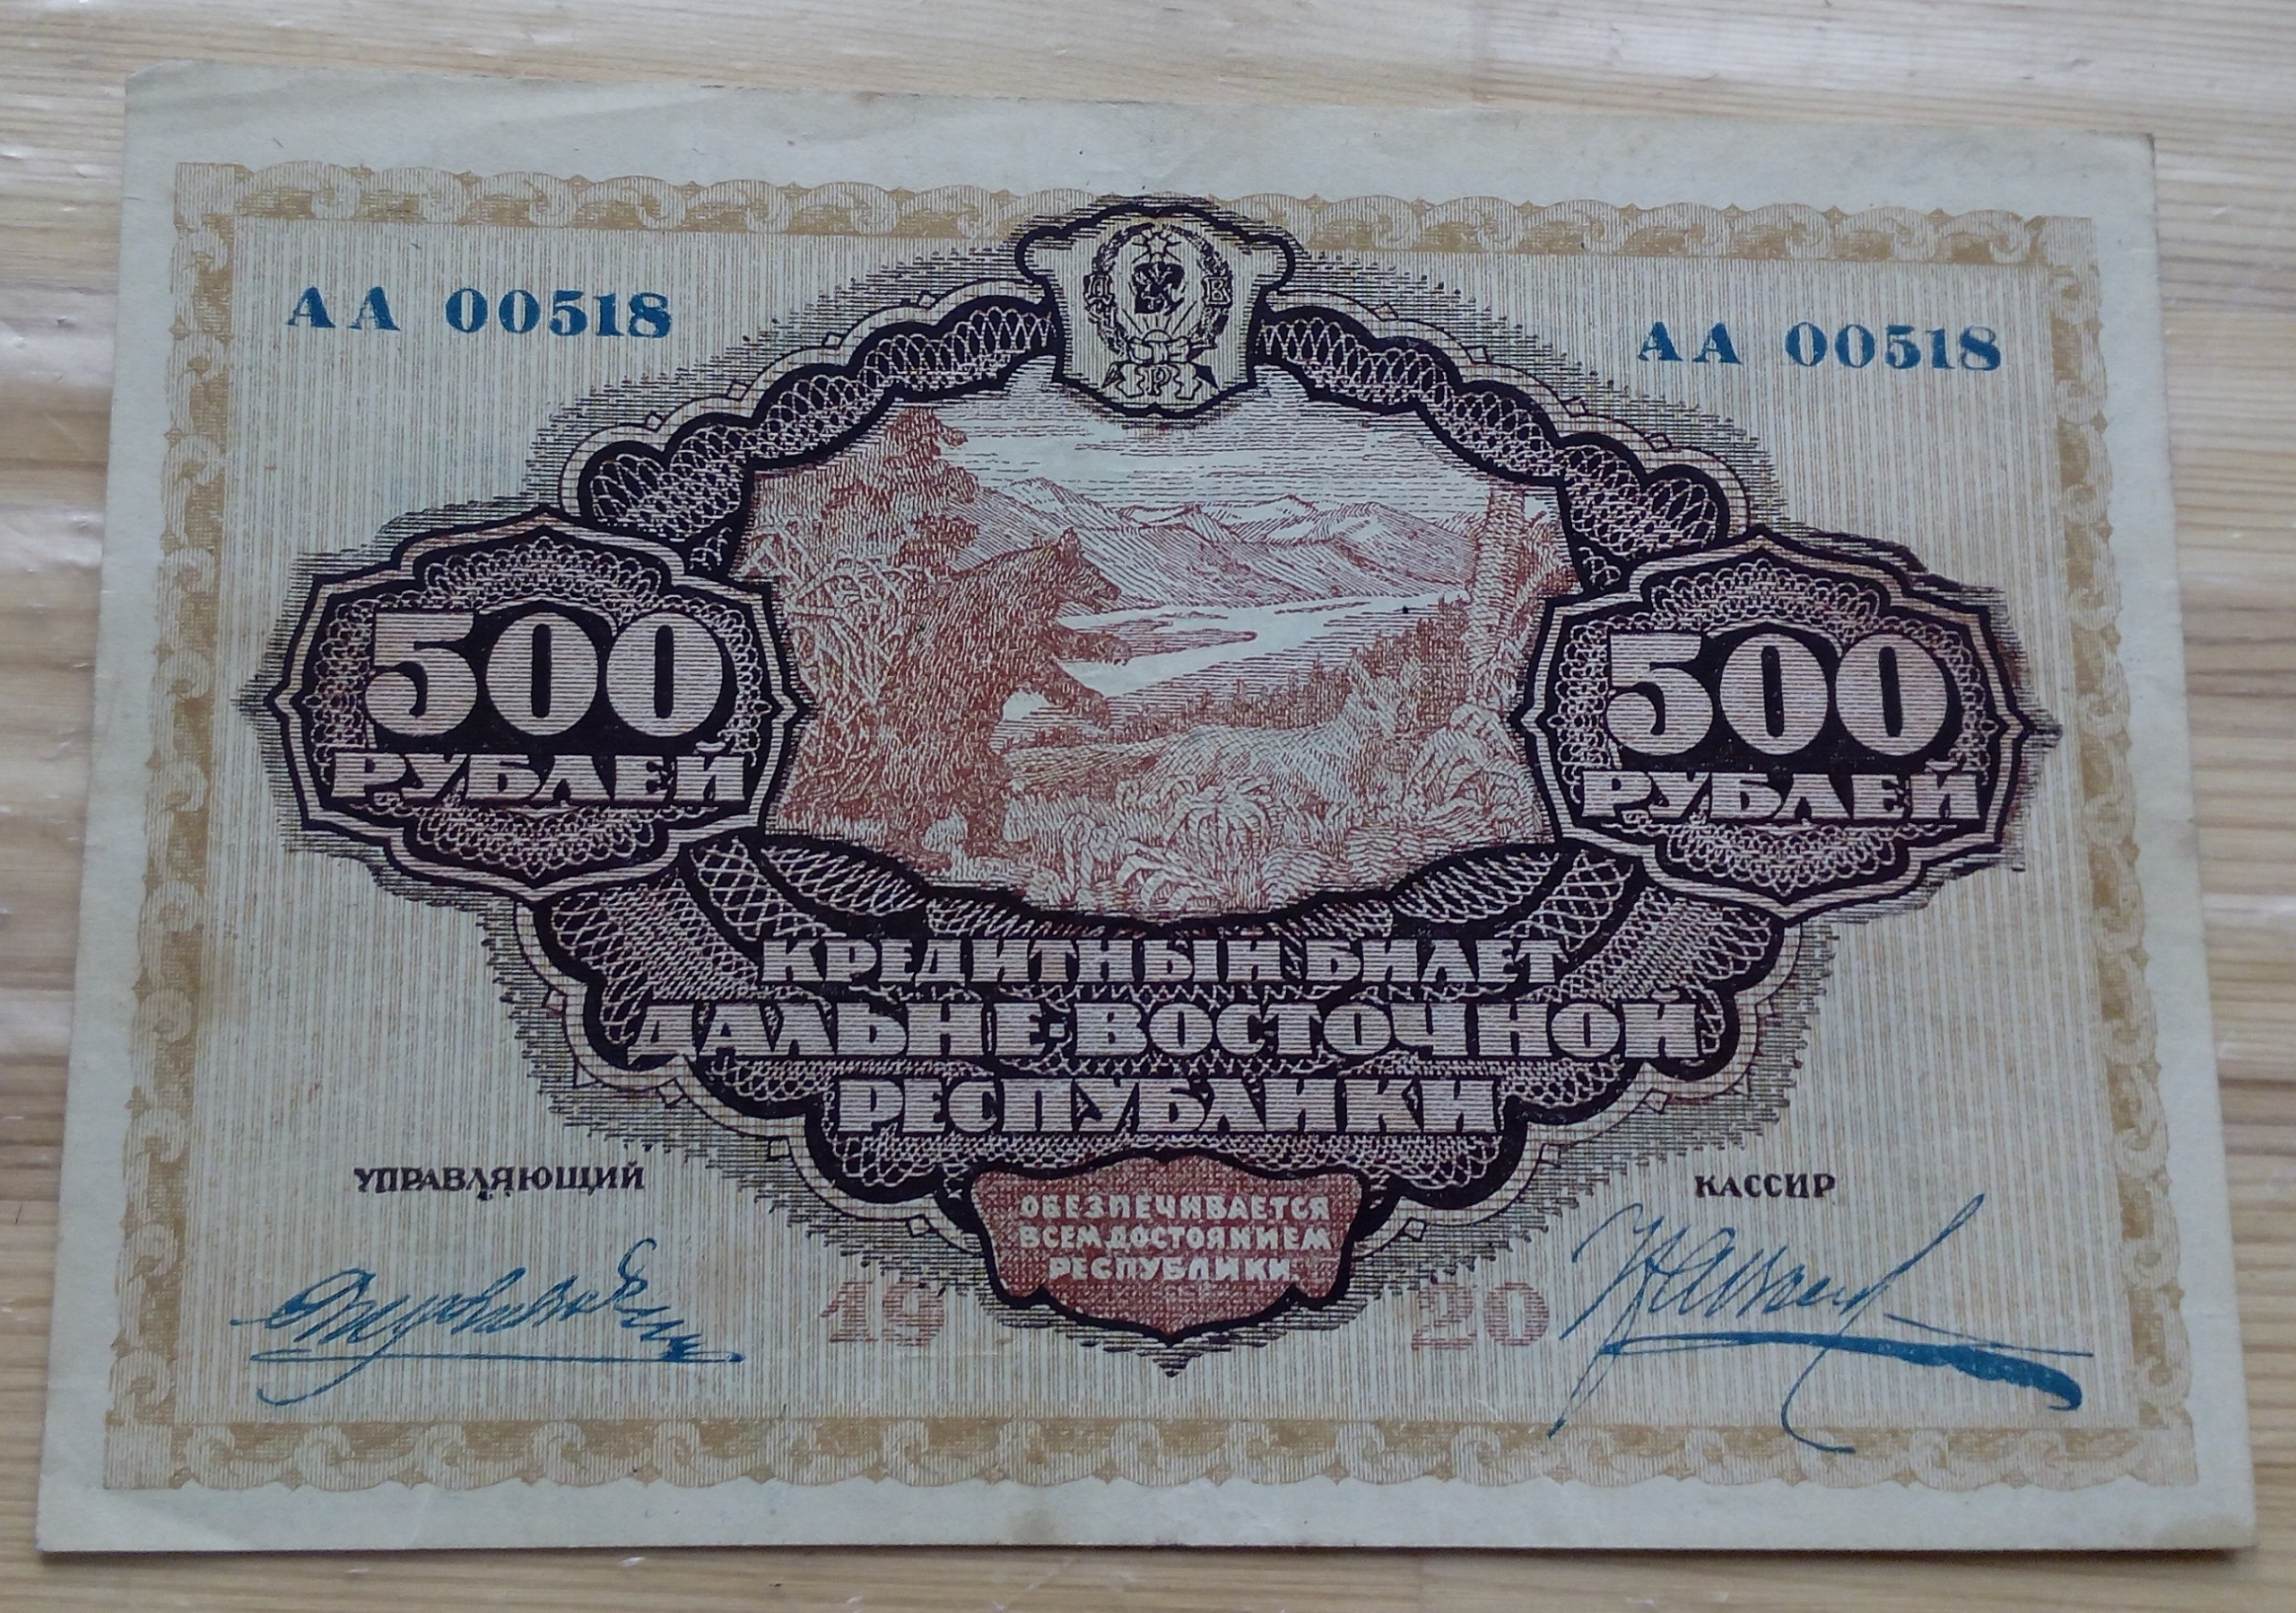 АА 00518
АА 00518
Д В
Р
500
РУБЛЕЙ
500
РУБЛЕЙ
КРЕДИТНЫЙ БИЛЕТ
ДАЛЬНЕ-ВОСТОЧНОЙ
РЕСПУБЛИКИ
УПРАВЛЯЮЩИЙ
КАССИР
ОБЕЗПЕЧИВАЕТСЯ
ВСЕМ ДОСТОЯНИЕМ
РЕСПУБЛИКИ
19 20